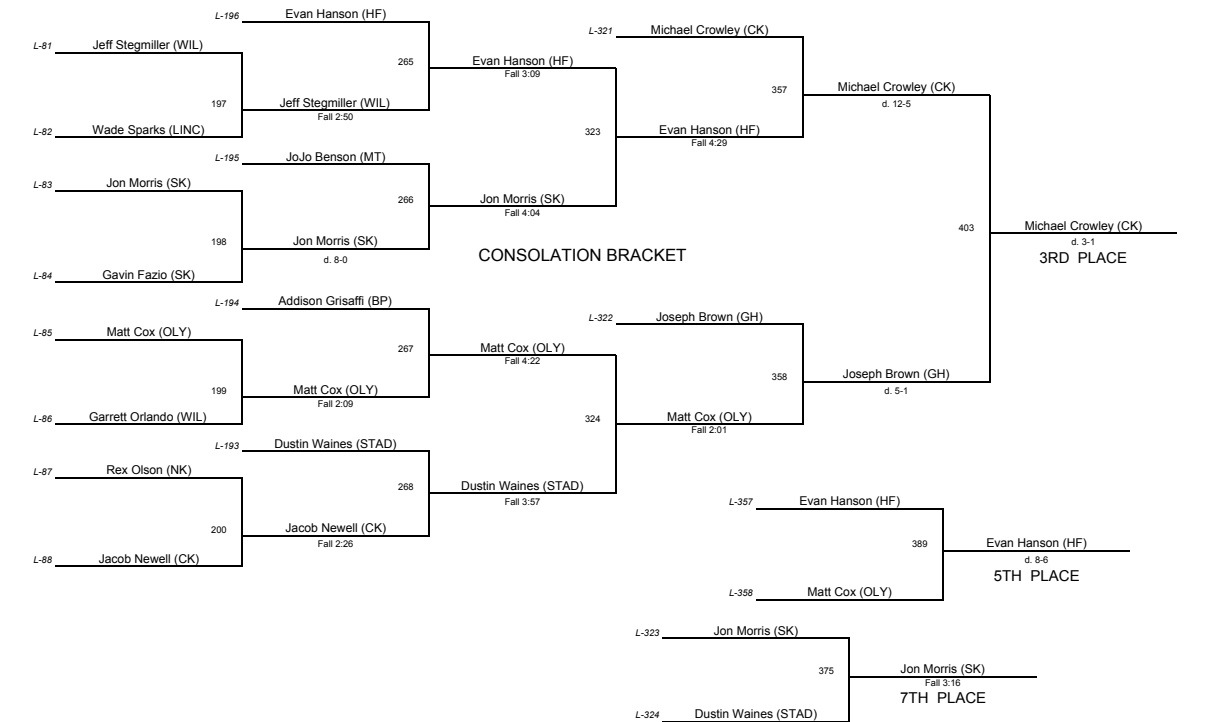 L-196 Evan Hanson (HF)
L-321 Michael Crowley (CK)
L-81 Jeff Stegmiller (WIL)
265 Evan Hanson (HF)
Fall 3:09
357 Michael Crowley (CK)
d. 12-5
197 Jeff Stegmiller (WIL)
Fall 2:50
L-82 Wade Sparks (LINC)
323 Evan Hanson (HF)
Fall 4:29
L-195 JoJo Benson (MT)
L-83 Jon Morris (SK)
266 Jon Morris (SK)
Fall 4:04
403 Michael Crowley (CK)
d. 3-1
3RD PLACE
198 Jon Morris (SK)
d. 8-0
CONSOLATION BRACKET
L-84 Gavin Fazio (SK)
L-194 Addison Grisaffi (BP)
L-322 Joseph Brown (GH)
L-85 Matt Cox (OLY)
267 Matt Cox (OLY)
Fall 4:22
358 Joseph Brown (GH)
d. 5-1
199 Matt Cox (OLY)
Fall 2:09
L-86 Garrett Orlando (WIL)
324 Matt Cox (OLY)
Fall 2:01
L-193 Dustin Waines (STAD)
L-87 Rex Olson (NK)
268 Dustin Waines (STAD)
Fall 3:57
L-357 Evan Hanson (HF)
200 Jacob Newell (CK)
Fall 2:26
389 Evan Hanson (HF)
d. 8-6
5TH PLACE
L-88 Jacob Newell (CK)
L-358 Matt Cox (OLY)
L-323 Jon Morris (SK)
375 Jon Morris (SK)
Fall 3:16
7TH PLACE
L-324 Dustin Waines (STAD)